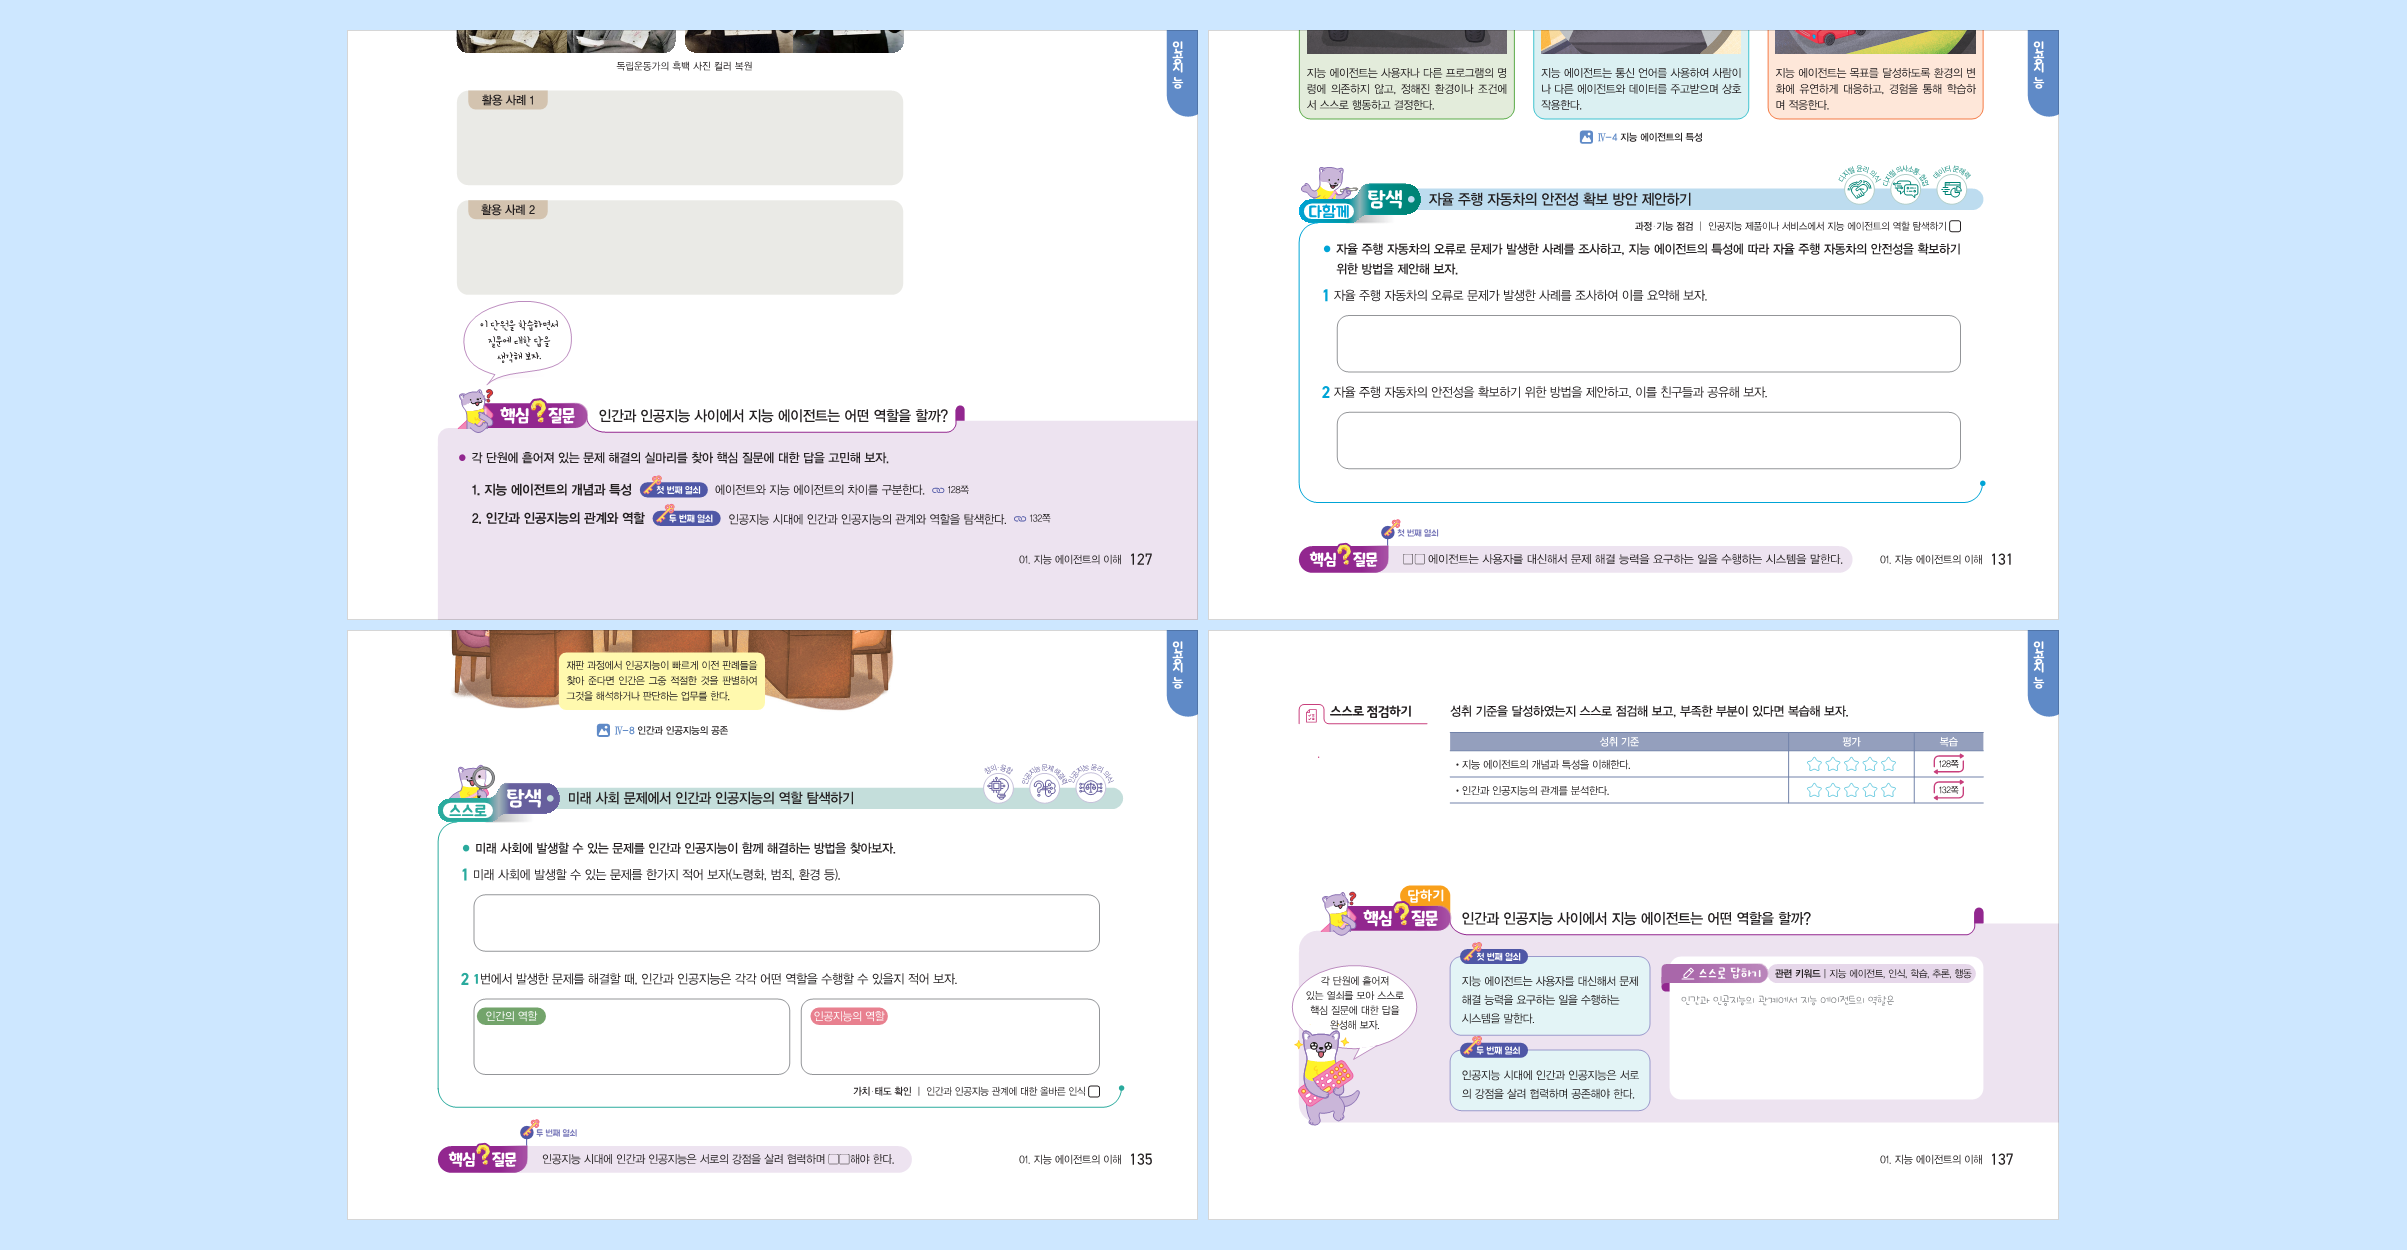 인공지능
독립운동가의 흑백 사진 컬러 복원
활용 사례 1
활용 사례 2
이 단원을 학습하면서
질문에 대한 답을
생각해 보자.
핵심?질문 인간과 인공지능 사이에서 지능 에이전트는 어떤 역할을 할까?
● 각 단원에 흩어져 있는 문제 해결의 실마리를 찾아 핵심 질문에 대한 답을 고민해 보자.
1. 지능 에이전트의 개념과 특성 첫 번째 열쇠 에이전트와 지능 에이전트의 차이를 구분한다. 128쪽
2. 인간과 인공지능의 관계와 역할 두 번째 열쇠 인공지능 시대에 인간과 인공지능의 관계와 역할을 탐색한다. 132쪽
01. 지능 에이전트의 이해 127
인공지능
지능 에이전트는 사용자나 다른 프로그램의 명
령에 의존하지 않고, 정해진 환경이나 조건에
서 스스로 행동하고 결정한다.
지능 에이전트는 통신 언어를 사용하여 사람이
나 다른 에이전트와 데이터를 주고받으며 상호
작용한다.
지능 에이전트는 목표를 달성하도록 환경의 변
화에 유연하게 대응하고, 경험을 통해 학습하
며 적응한다.
Ⅳ-4 지능 에이전트의 특성
디지털 윤리 의식 디지털 의사소통·협업 데이터 문해력
다함께 탐색 자율 주행 자동차의 안전성 확보 방안 제안하기
과정·기능 점검 | 인공지능 제품이나 서비스에서 지능 에이전트의 역할 탐색하기 □
● 자율 주행 자동차의 오류로 문제가 발생한 사례를 조사하고, 지능 에이전트의 특성에 따라 자율 주행 자동차의 안전성을 확보하기
위한 방법을 제안해 보자.
1 자율 주행 자동차의 오류로 문제가 발생한 사례를 조사하여 이를 요약해 보자.
2 자율 주행 자동차의 안전성을 확보하기 위한 방법을 제안하고, 이를 친구들과 공유해 보자.
첫 번째 열쇠
핵심?질문 □□ 에이전트는 사용자를 대신해서 문제 해결 능력을 요구하는 일을 수행하는 시스템을 말한다.
01. 지능 에이전트의 이해 131
인공지능
재판 과정에서 인공지능이 빠르게 이전 판례들을
찾아 준다면 인간은 그중 적절한 것을 판별하여
그것을 해석하거나 판단하는 업무를 한다.
Ⅳ-8 인간과 인공지능의 공존
창의·융합 인공지능 문제 해결력 인공지능 윤리 의식
스스로 탐색 미래 사회 문제에서 인간과 인공지능의 역할 탐색하기
● 미래 사회에 발생할 수 있는 문제를 인간과 인공지능이 함께 해결하는 방법을 찾아보자.
1 미래 사회에 발생할 수 있는 문제를 한가지 적어 보자(노령화, 범죄, 환경 등).
2 1번에서 발생한 문제를 해결할 때, 인간과 인공지능은 각각 어떤 역할을 수행할 수 있을지 적어 보자.
인간의 역할
인공지능의 역할
가치·태도 확인 | 인간과 인공지능 관계에 대한 올바른 인식 □
두 번째 열쇠
핵심?질문 인공지능 시대에 인간과 인공지능은 서로의 강점을 살려 협력하며 □□해야 한다.
01. 지능 에이전트의 이해 135
인공지능
스스로 점검하기 성취 기준을 달성하였는지 스스로 점검해 보고, 부족한 부분이 있다면 복습해 보자.
성취 기준 평가 복습
• 지능 에이전트의 개념과 특성을 이해한다. ☆☆☆☆☆ 128쪽
• 인간과 인공지능의 관계를 분석한다. ☆☆☆☆☆ 132쪽
답하기
핵심?질문 인간과 인공지능 사이에서 지능 에이전트는 어떤 역할을 할까?
각 단원에 흩어져
있는 열쇠를 모아 스스로
핵심 질문에 대한 답을
완성해 보자.
첫 번째 열쇠
지능 에이전트는 사용자를 대신해서 문제
해결 능력을 요구하는 일을 수행하는
시스템을 말한다.
두 번째 열쇠
인공지능 시대에 인간과 인공지능은 서로
의 강점을 살려 협력하며 공존해야 한다.
스스로 답하기 관련 키워드 | 지능 에이전트, 인식, 학습, 추론, 행동
인간과 인공지능의 관계에서 지능 에이전트의 역할은
01. 지능 에이전트의 이해 137